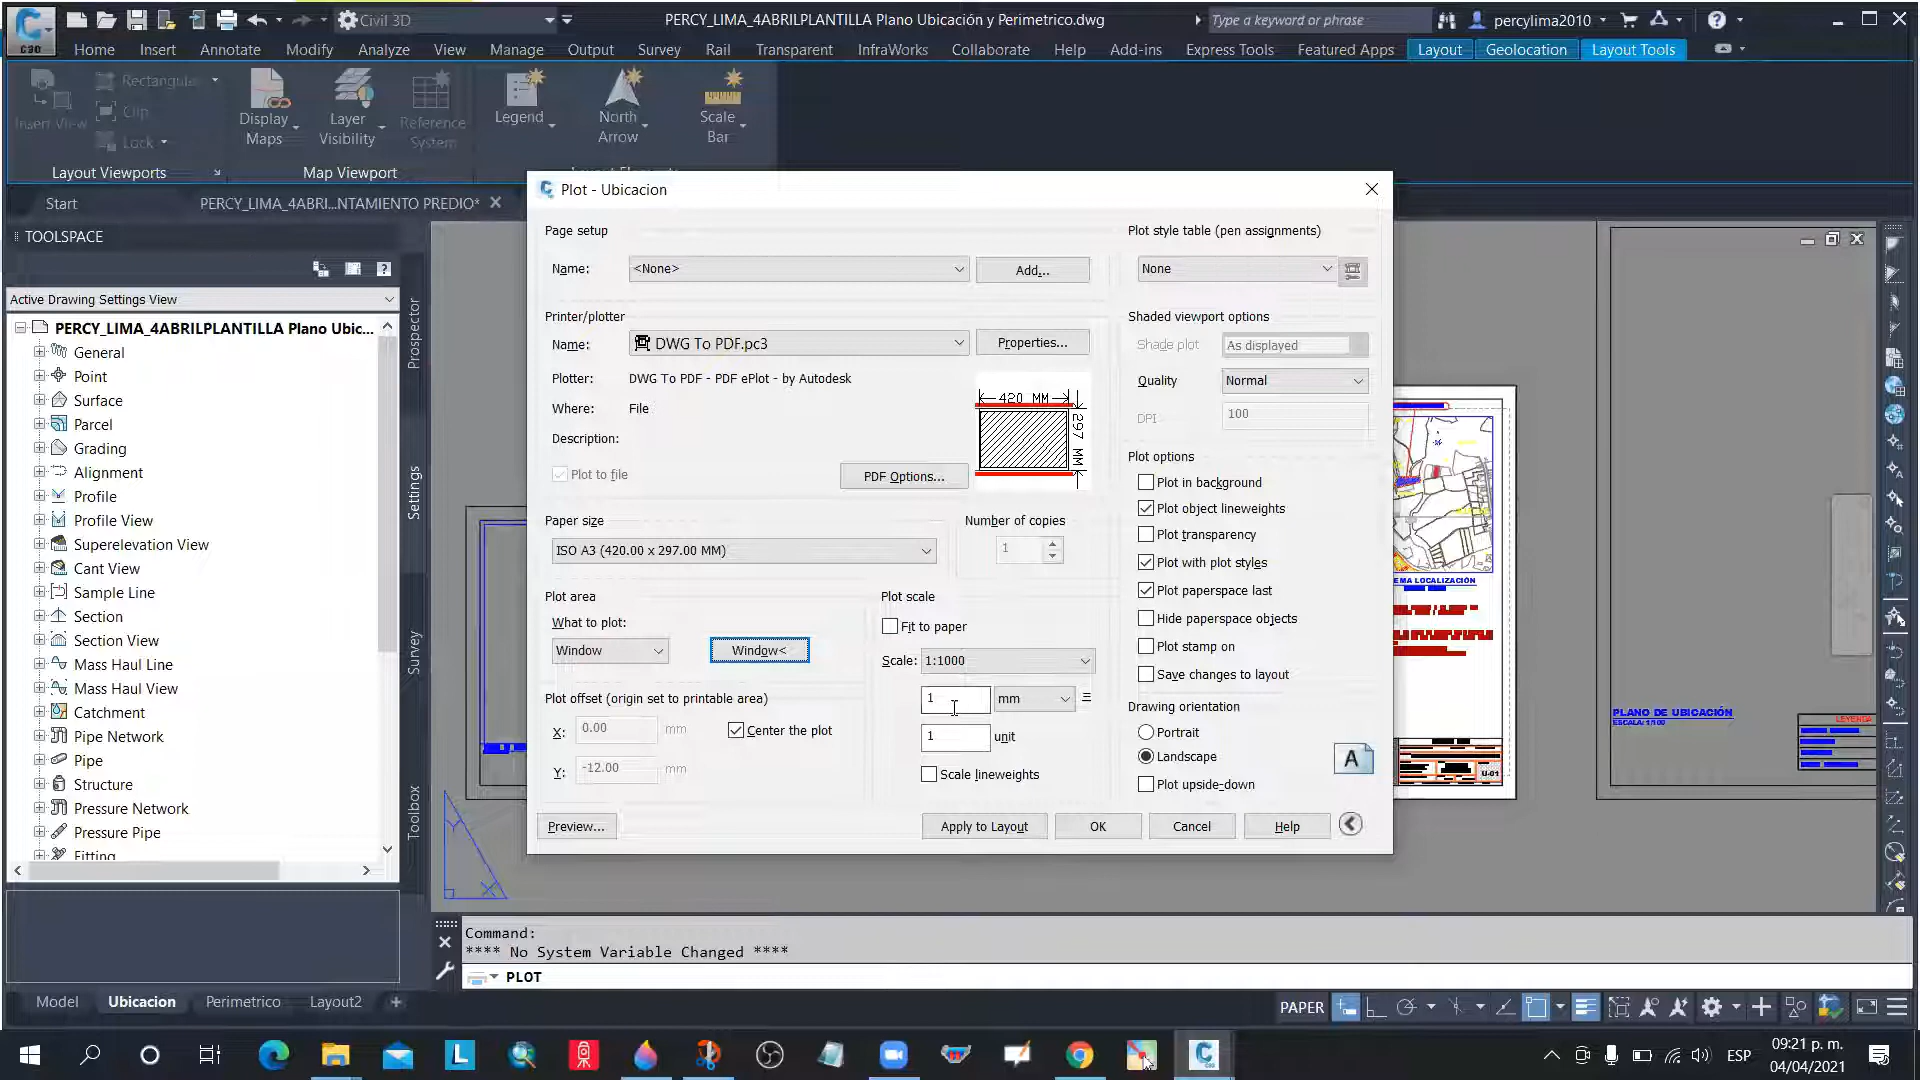 Civil 3D
PERCY_LIMA_4ABRILPLANTILLA Plano Ubicación y Perimetrico.dwg
Type a keyword or phrase
percylima2010
C3D
Home Insert Annotate Modify Analyze View Manage Output Survey Rail Transparent InfraWorks Collaborate Help Add-ins Express Tools Featured Apps Layout Geolocation Layout Tools
Insert View
Rectangular
Clip
Lock
Display Maps
Layer Visibility
Reference System
Legend
North Arrow
Scale Bar
Layout Viewports
Map Viewport
Start
PERCY_LIMA_4ABRI...NTAMIENTO PREDIO*
TOOLSPACE
Active Drawing Settings View
PERCY_LIMA_4ABRILPLANTILLA Plano Ubic...
General
Point
Surface
Parcel
Grading
Alignment
Profile
Profile View
Superelevation View
Cant View
Sample Line
Section
Section View
Mass Haul Line
Mass Haul View
Catchment
Pipe Network
Pipe
Structure
Pressure Network
Pressure Pipe
Fitting
Prospector
Settings
Survey
Toolbox
Plot - Ubicacion
Page setup
Name:
<None>
Add...
Printer/plotter
Name:
DWG To PDF.pc3
Properties...
Plotter:
DWG To PDF - PDF ePlot - by Autodesk
Where:
File
Description:
Plot to file
PDF Options...
420 MM
297 MM
Paper size
ISO A3 (420.00 x 297.00 MM)
Number of copies
1
Plot area
What to plot:
Window
Window<
Plot offset (origin set to printable area)
X:
0.00
mm
Center the plot
Y:
-12.00
mm
Plot scale
Fit to paper
Scale:
1:1000
1
mm
=
1
unit
Scale lineweights
Plot style table (pen assignments)
None
Shaded viewport options
Shade plot
As displayed
Quality
Normal
DPI
100
Plot options
Plot in background
Plot object lineweights
Plot transparency
Plot with plot styles
Plot paperspace last
Hide paperspace objects
Plot stamp on
Save changes to layout
Drawing orientation
Portrait
Landscape
Plot upside-down
A
Preview...
Apply to Layout
OK
Cancel
Help
EMA LOCALIZACIÓN
U-01
PLANO DE UBICACIÓN
ESCALA: 1/100
LEYENDA
Y
X
Command:
**** No System Variable Changed ****
PLOT
Model
Ubicacion
Perimetrico
Layout2
PAPER
ESP
09:21 p. m.
04/04/2021